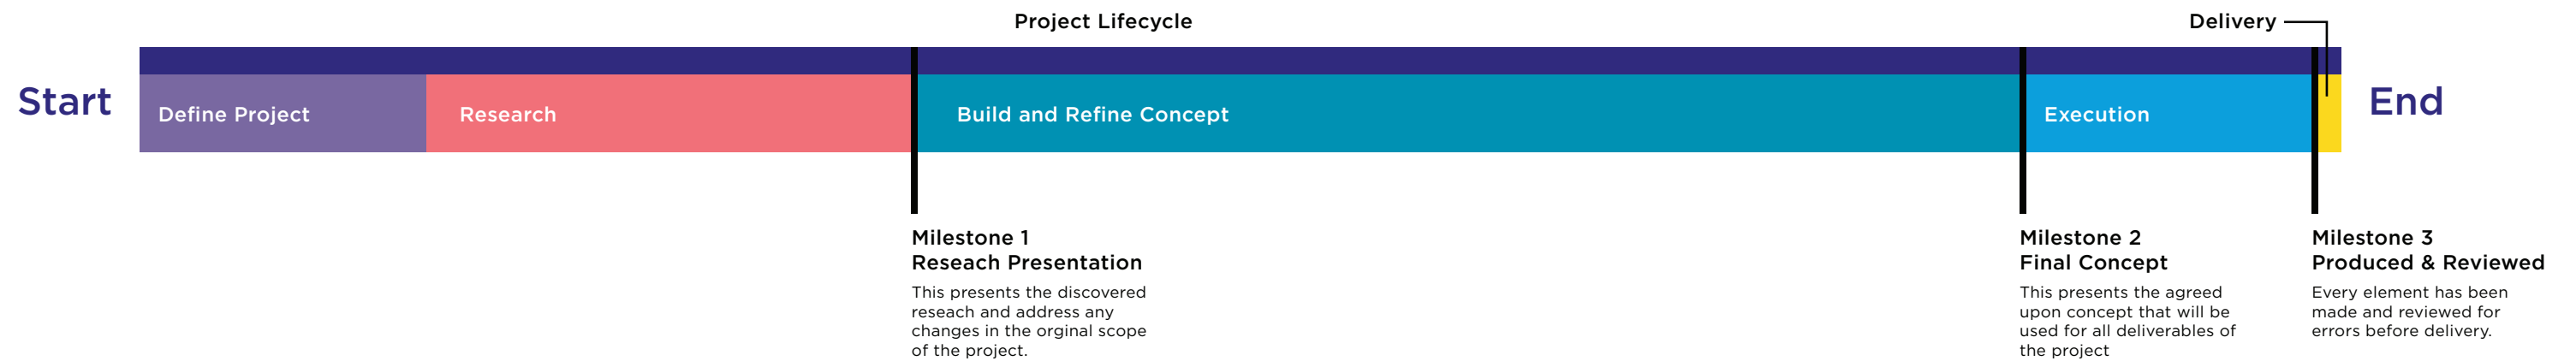 Project Lifecycle
Delivery
Start
Define Project
Research
Build and Refine Concept
Execution
End
Milestone 1
Reseach Presentation
This presents the discovered
reseach and address any
changes in the orginal scope
of the project.
Milestone 2
Final Concept
This presents the agreed
upon concept that will be
used for all deliverables of
the project
Milestone 3
Produced & Reviewed
Every element has been
made and reviewed for
errors before delivery.